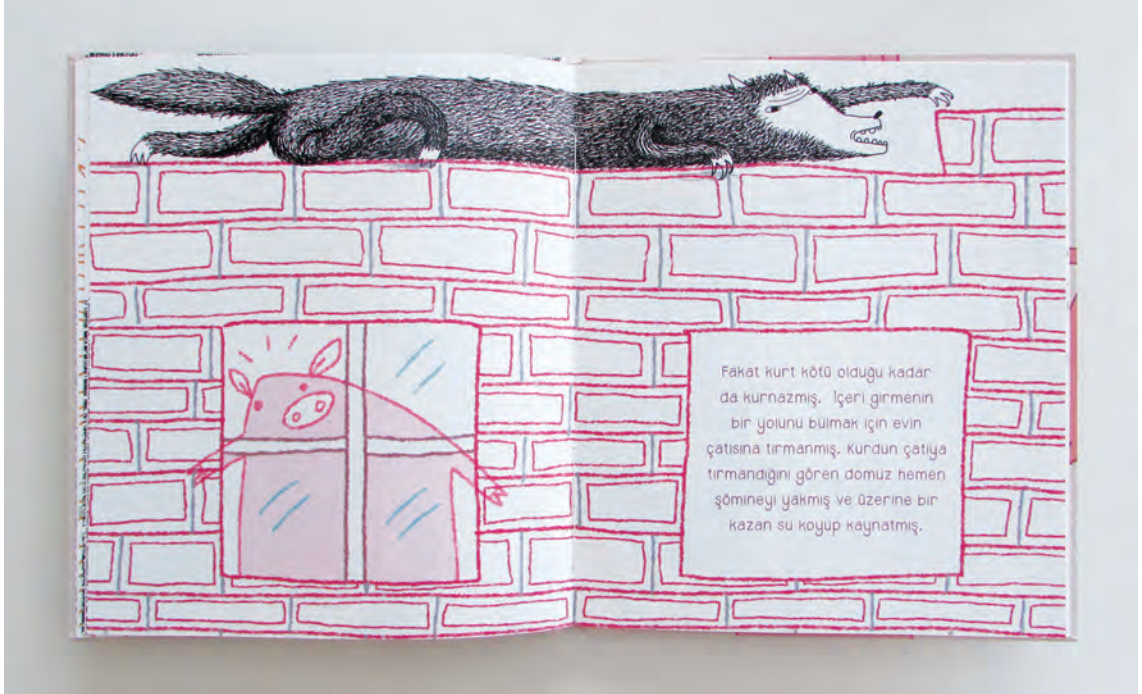 Fakat kurt kötü olduğu kadar
da kurnazmış. İçeri girmenin
bir yolunu bulmak için evin
çatısına tırmanmış. Kurdun çatıya
tırmandığını gören domuz hemen
şömineyi yakmış ve üzerine bir
kazan su koyup kaynatmış.